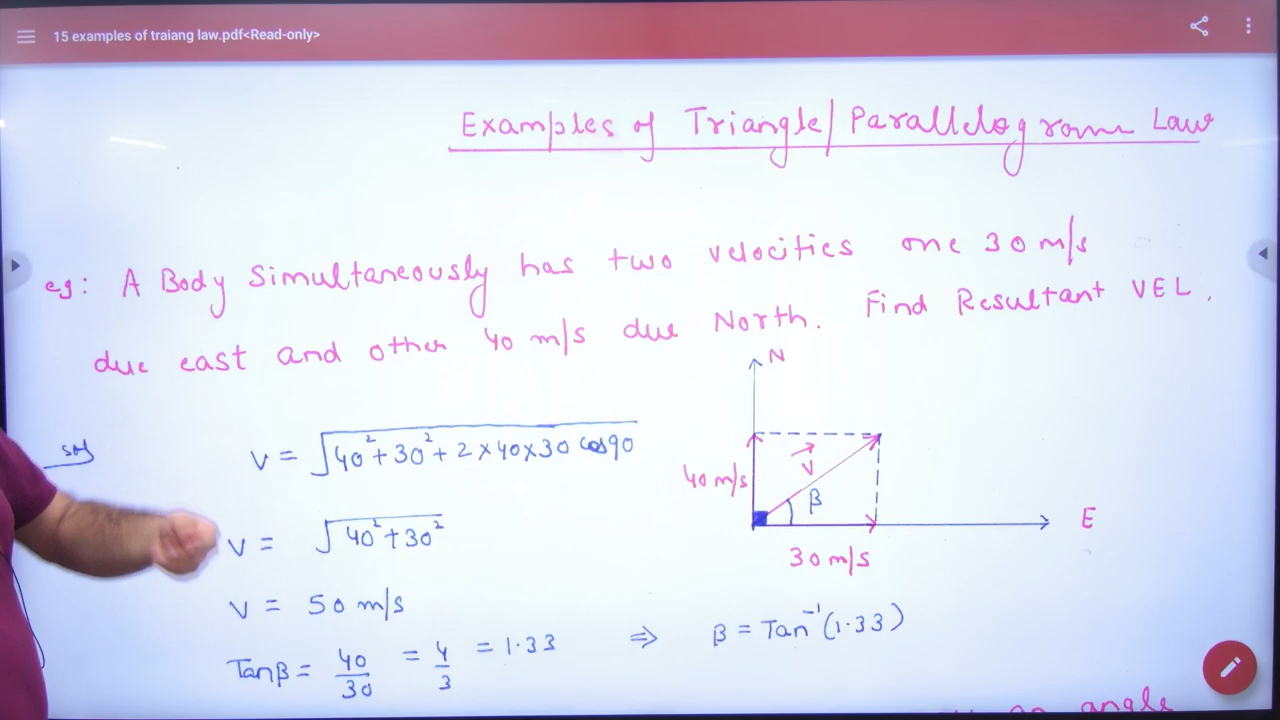 15 examples of traiang law.pdf<Read-only>
Examples of Triangle/Parallelogram Law
eg: A Body Simultaneously has two velocities one 30 m/s
due east and other 40 m/s due North. Find Resultant VEL.
N
Sol
V = √40²+30²+2×40×30 cos90
V
40 m/s
β
E
V = √40²+30²
30 m/s
V = 50 m/s
Tanβ = 40/30 = 4/3 = 1.33 ⇒ β = Tan⁻¹(1.33)
an angle